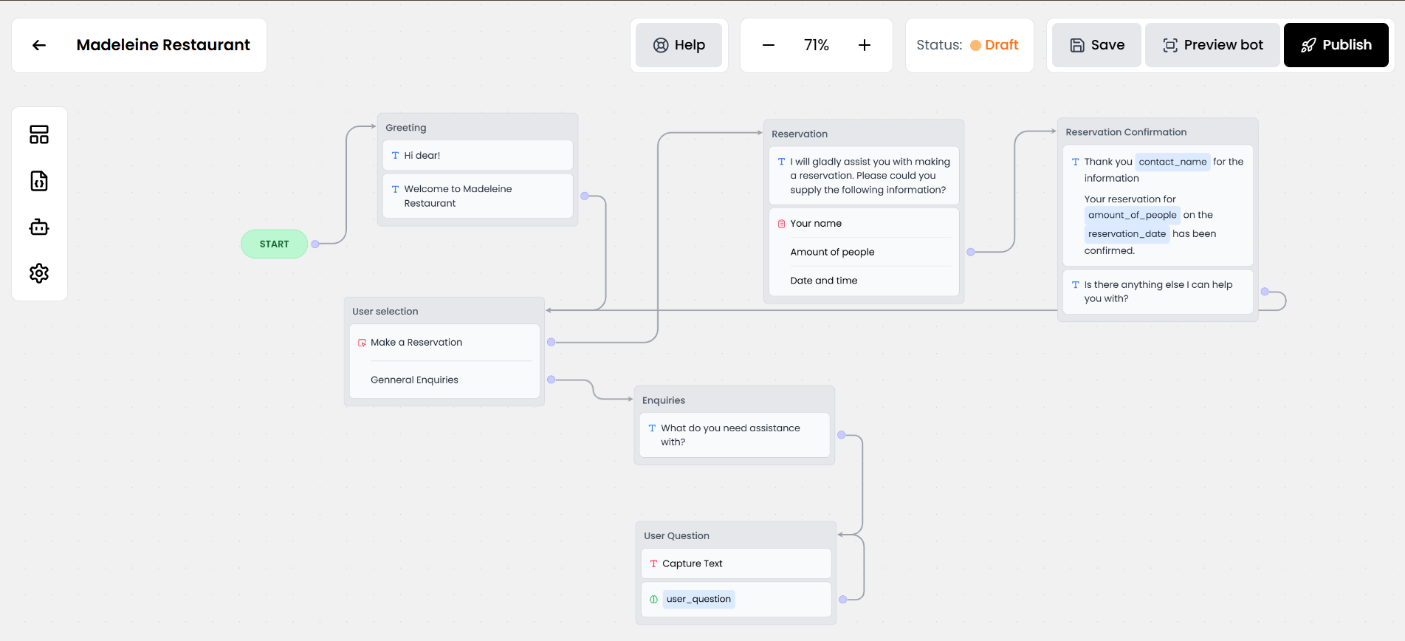 Madeleine Restaurant
Help
71%
Status: Draft
Save
Preview bot
Publish
Greeting
Hi dear!
Welcome to Madeleine
Restaurant
START
User selection
Make a Reservation
Genneral Enquiries
Reservation
I will gladly assist you with making
a reservation. Please could you
supply the following information?
Your name
Amount of people
Date and time
Reservation Confirmation
Thank you contact_name for the
information
Your reservation for
amount_of_people on the
reservation_date has been
confirmed.
Is there anything else I can help
you with?
Enquiries
What do you need assistance
with?
User Question
Capture Text
user_question